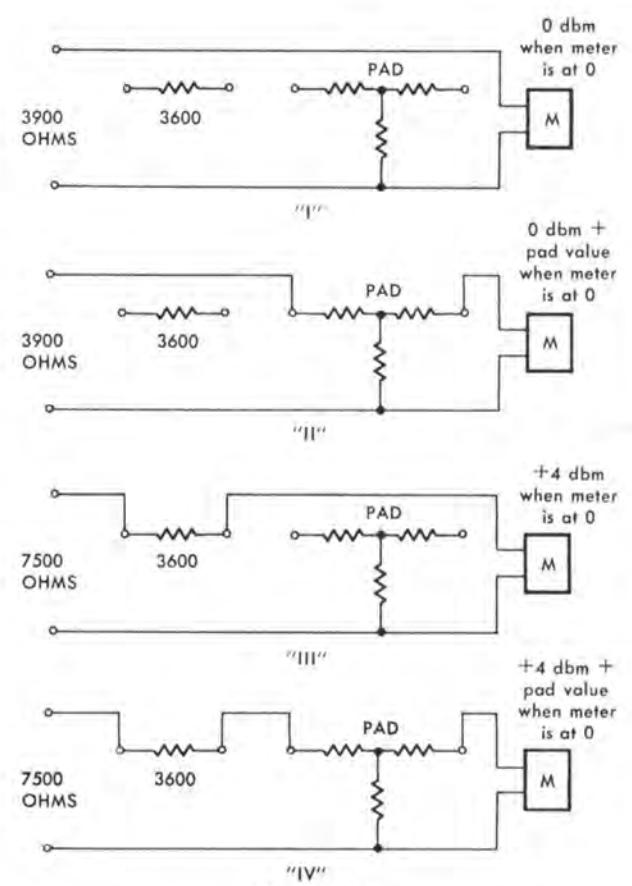 0 dbm
when meter
is at 0
PAD
3900
OHMS
3600
M
"I"
0 dbm +
pad value
when meter
is at 0
PAD
3900
OHMS
3600
M
"II"
+4 dbm
when meter
is at 0
PAD
7500
OHMS
3600
M
"III"
+4 dbm +
pad value
when meter
is at 0
PAD
7500
OHMS
3600
M
"IV"